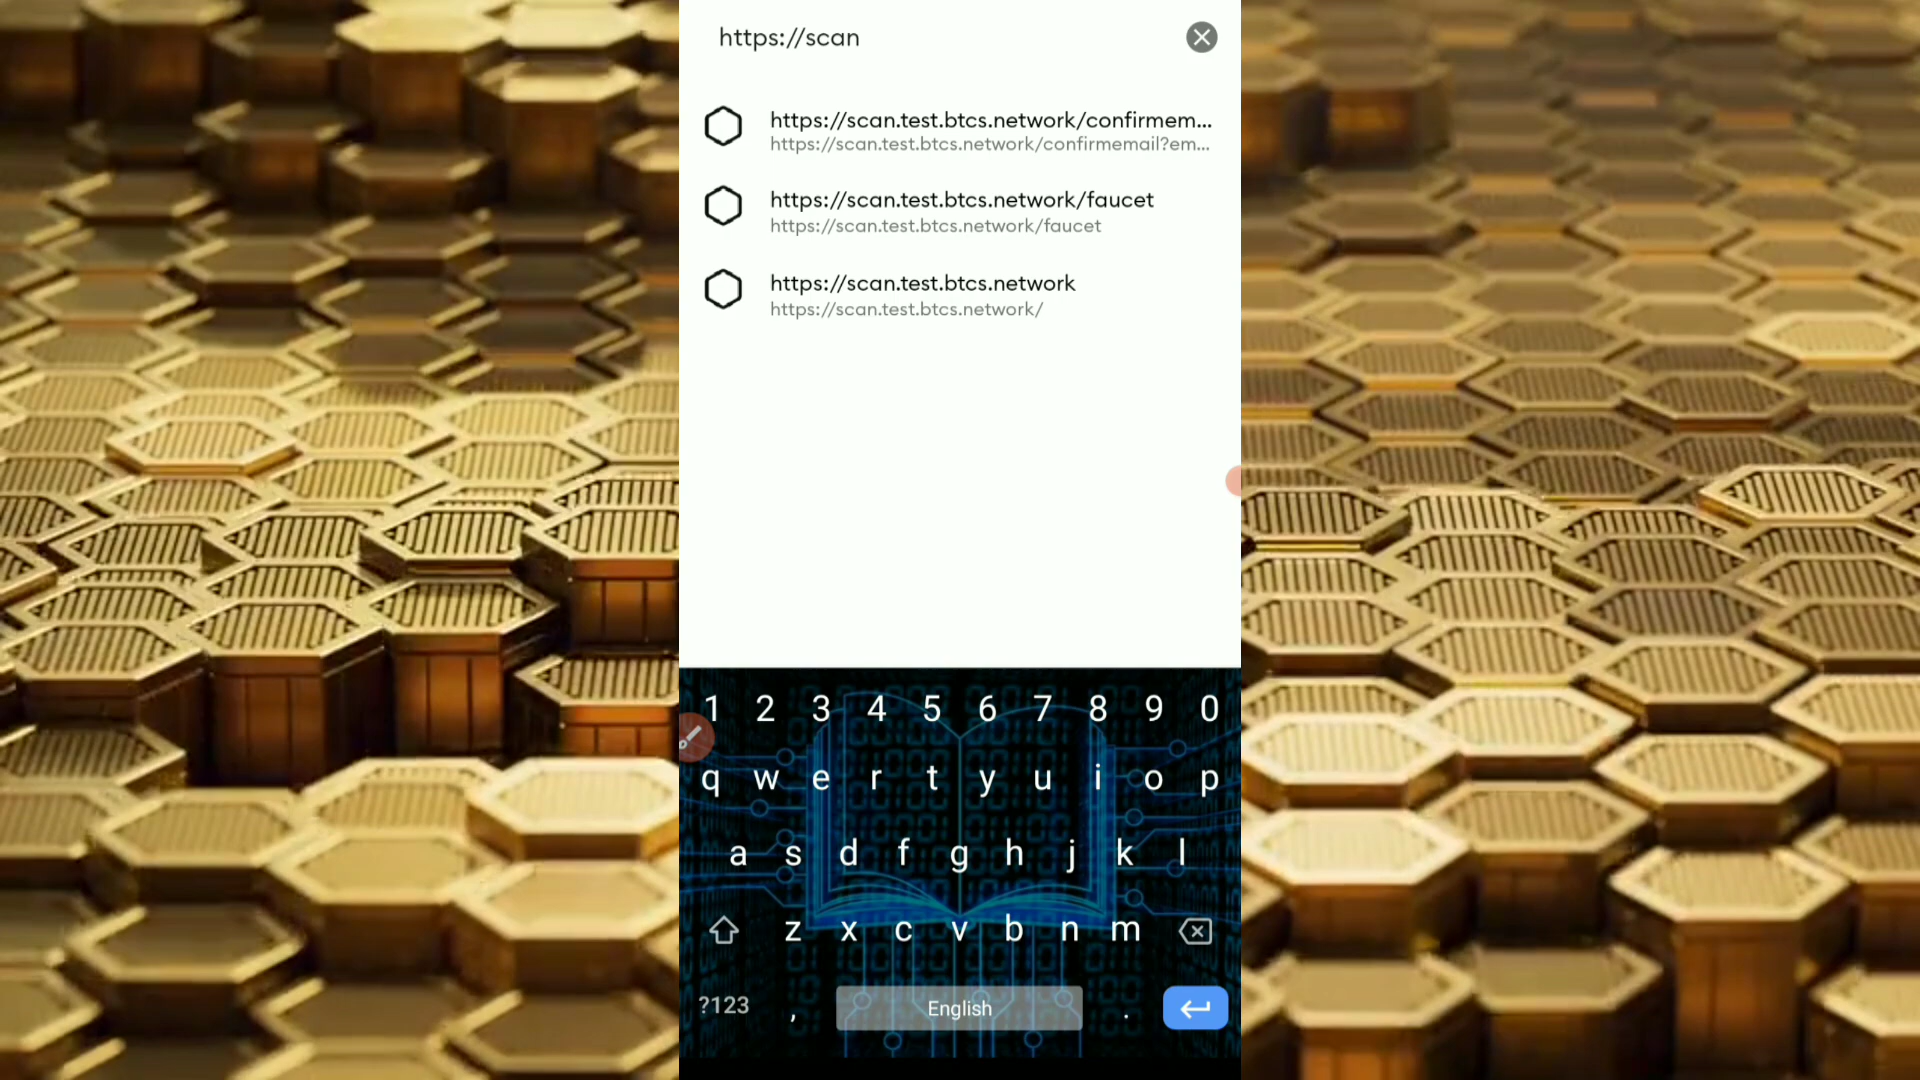 https://scan
https://scan.test.btcs.network/confirmem...
https://scan.test.btcs.network/confirmemail?em...
https://scan.test.btcs.network/faucet
https://scan.test.btcs.network/faucet
https://scan.test.btcs.network
https://scan.test.btcs.network/
1 2 3 4 5 6 7 8 9 0
q w e r t y u i o p
a s d f g h j k l
z x c v b n m
?123 , English .